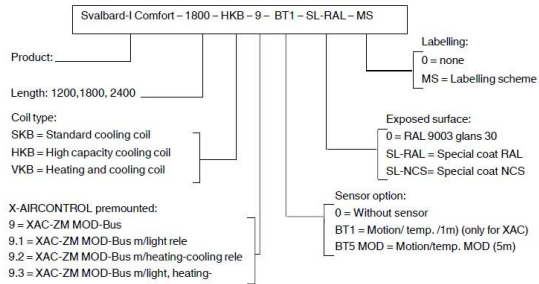 Svalbard-I Comfort – 1800 – HKB – 9 – BT1 – SL-RAL – MS
Product:
Length: 1200,1800, 2400
Coil type:
SKB = Standard cooling coil
HKB = High capacity cooling coil
VKB = Heating and cooling coil
X-AIRCONTROL premounted:
9 = XAC-ZM MOD-Bus
9.1 = XAC-ZM MOD-Bus m/light rele
9.2 = XAC-ZM MOD-Bus m/heating-cooling rele
9.3 = XAC-ZM MOD-Bus m/light, heating-
Labelling:
0 = none
MS = Labelling scheme
Exposed surface:
0 = RAL 9003 glans 30
SL-RAL = Special coat RAL
SL-NCS= Special coat NCS
Sensor option:
0 = Without sensor
BT1 = Motion/ temp. /1m) (only for XAC)
BT5 MOD = Motion/temp. MOD (5m)